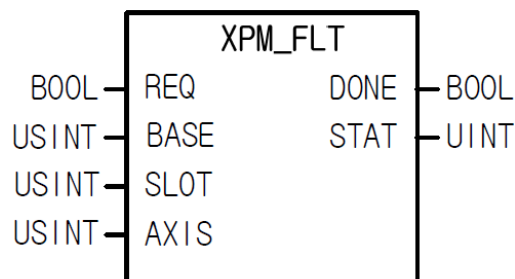 XPM_FLT
BOOL REQ DONE BOOL
USINT BASE STAT UINT
USINT SLOT
USINT AXIS